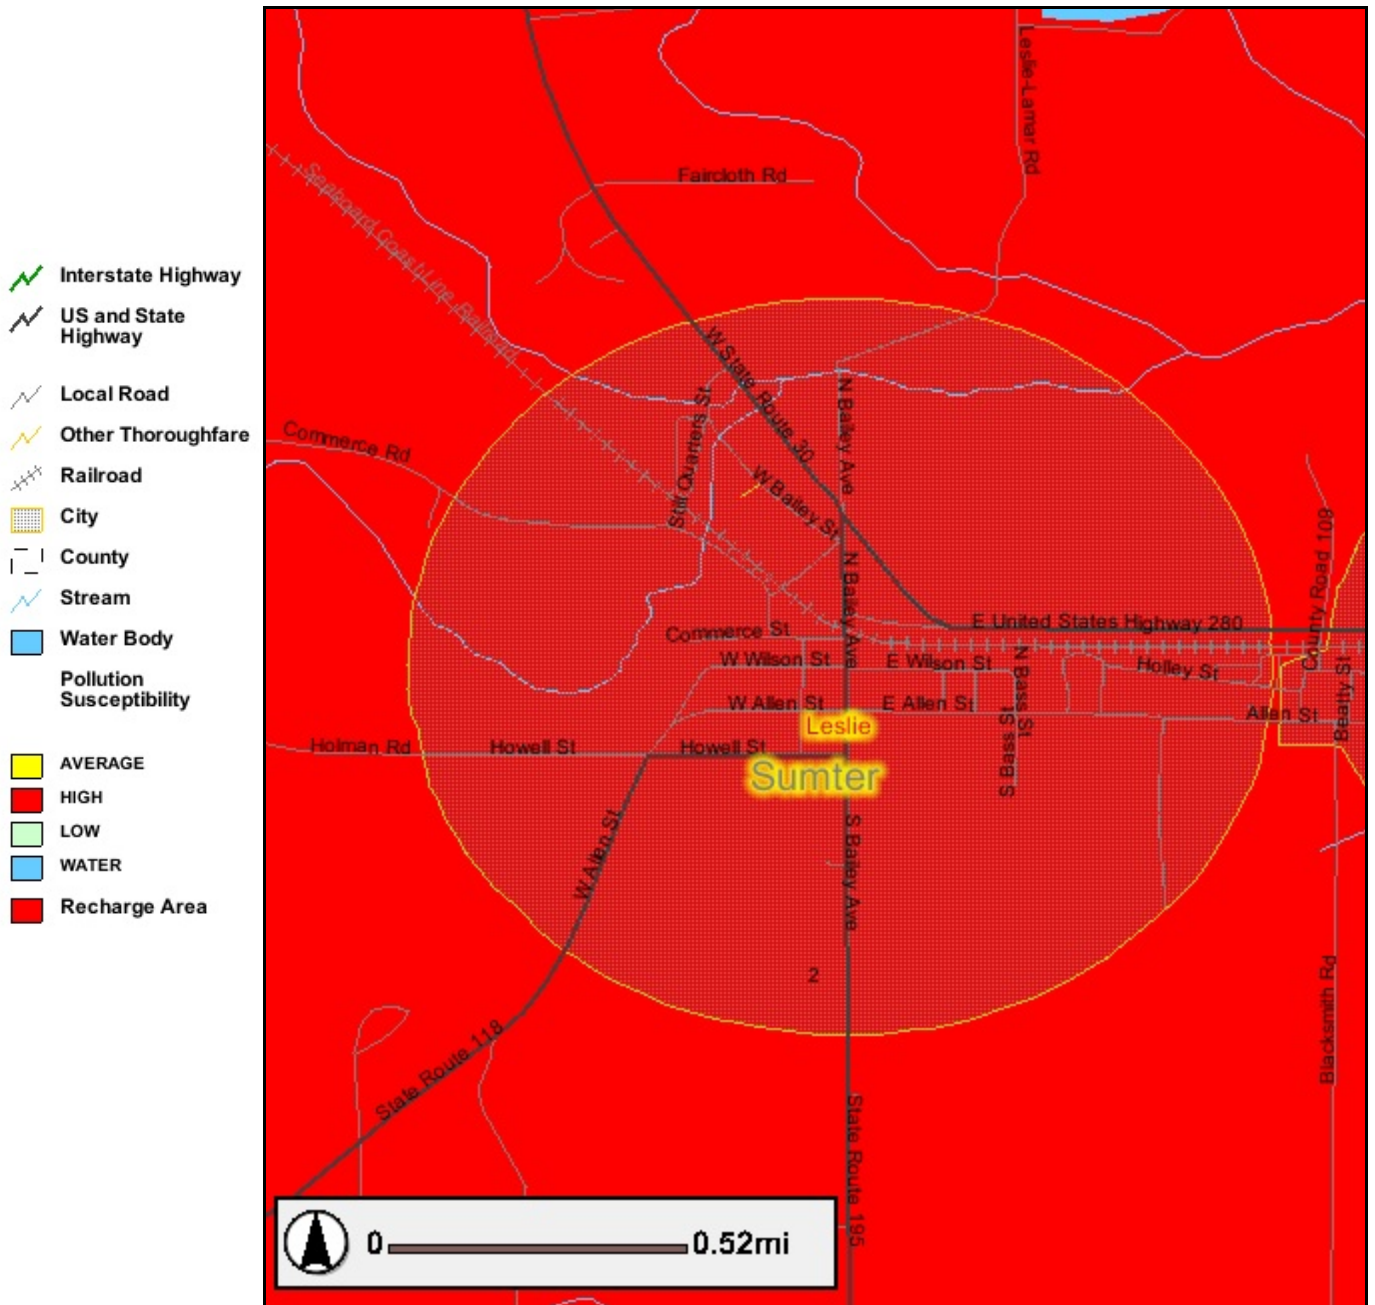 Interstate Highway
US and State
Highway
Local Road
Other Thoroughfare
Railroad
City
County
Stream
Water Body
Pollution
Susceptibility
AVERAGE
HIGH
LOW
WATER
Recharge Area
Leslie-Lamar Rd
Seaboard Coast Line Railroad
Faircloth Rd
W State Route 30
Commerce Rd
Still Quarters St
N Bailey Ave
W Bailey St
N Bailey Ave
County Road 109
E United States Highway 280
Commerce St
W Wilson St
E Wilson St
N Bass St
Holley St
Beatty St
W Allen St
E Allen St
Allen St
Leslie
S Bass St
Holman Rd
Howell St
Howell St
Sumter
W Allen St
S Bailey Ave
2
Blacksmith Rd
State Route 118
State Route 195
0
0.52mi